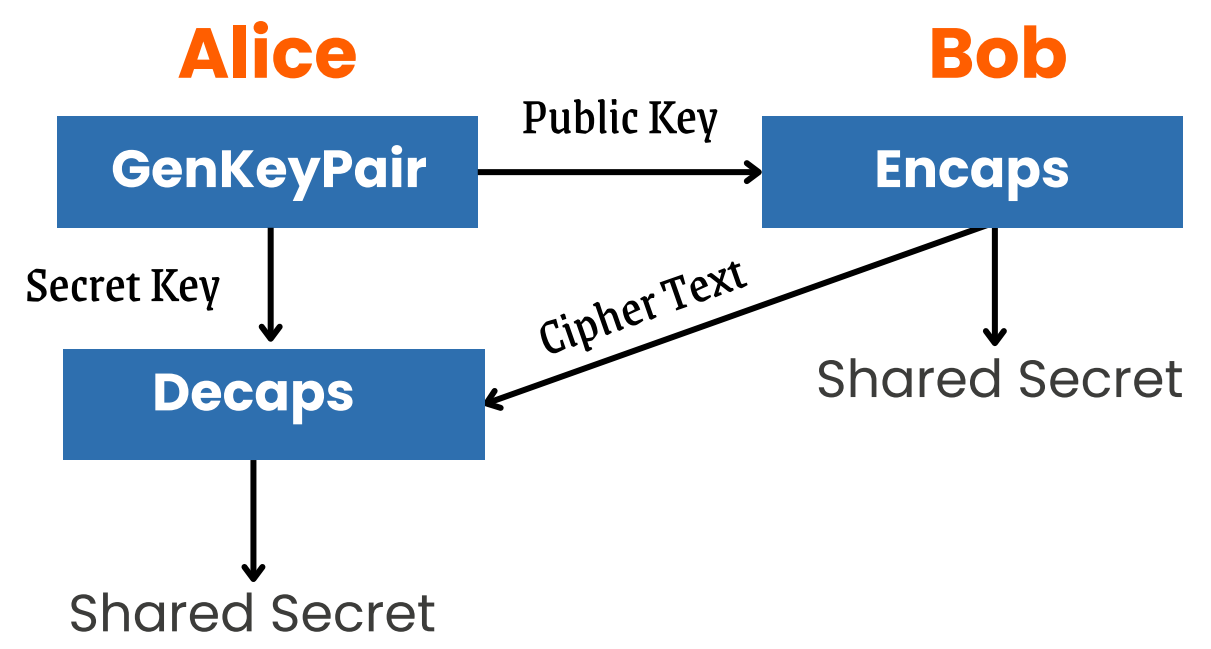 Alice
Bob
Public Key
GenKeyPair
Encaps
Secret Key
Cipher Text
Decaps
Shared Secret
Shared Secret